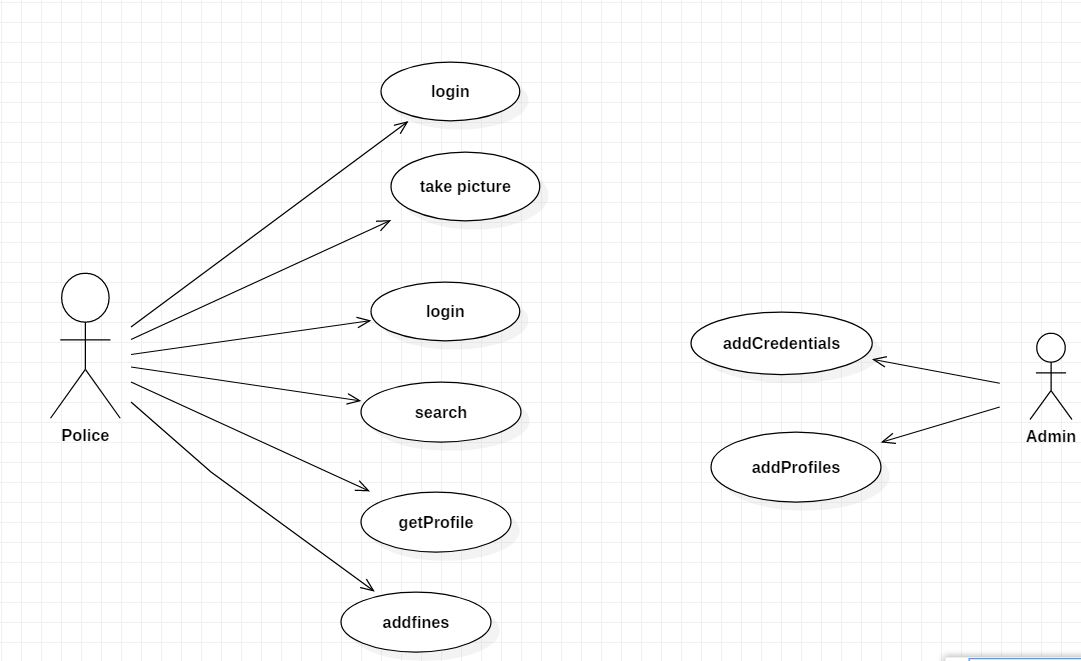 login
take picture
login
search
getProfile
addfines
Police
addCredentials
addProfiles
Admin